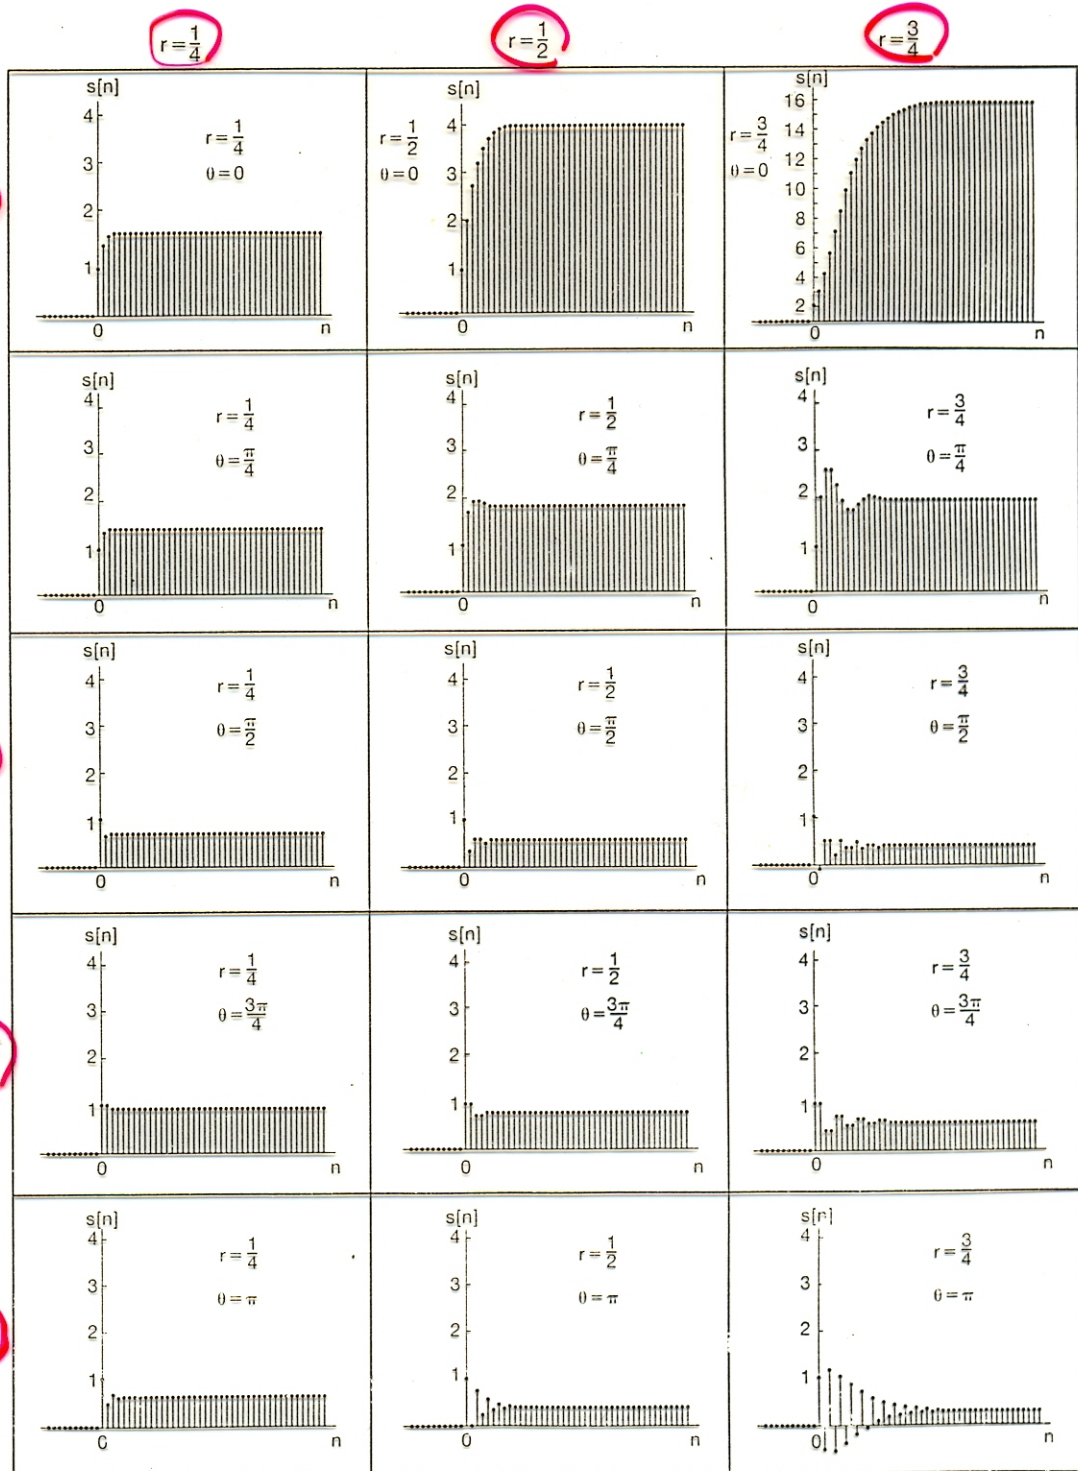 r = 1/4 r = 1/2 r = 3/4
s[n] s[n] s[n]
4 4 16
r = 1/4 r = 1/2 r = 3/4 14
3 θ = 0 3 θ = 0 θ = 0 12
2 2 10
1 1 8
6
4
2
0 n 0 n 0 n
s[n] s[n] s[n]
4 r = 1/4 4 r = 1/2 4 r = 3/4
3 θ = π/4 3 θ = π/4 3 θ = π/4
2 2 2
1 1 1
0 n 0 n 0 n
s[n] s[n] s[n]
4 r = 1/4 4 r = 1/2 4 r = 3/4
3 θ = π/2 3 θ = π/2 3 θ = π/2
2 2 2
1 1 1
0 n 0 n 0 n
s[n] s[n] s[n]
4 r = 1/4 4 r = 1/2 4 r = 3/4
3 θ = 3π/4 3 θ = 3π/4 3 θ = 3π/4
2 2 2
1 1 1
0 n 0 n 0 n
s[n] s[n] s[n]
4 r = 1/4 4 r = 1/2 4 r = 3/4
3 θ = π 3 θ = π 3 θ = π
2 2 2
1 1 1
0 n 0 n 0 n